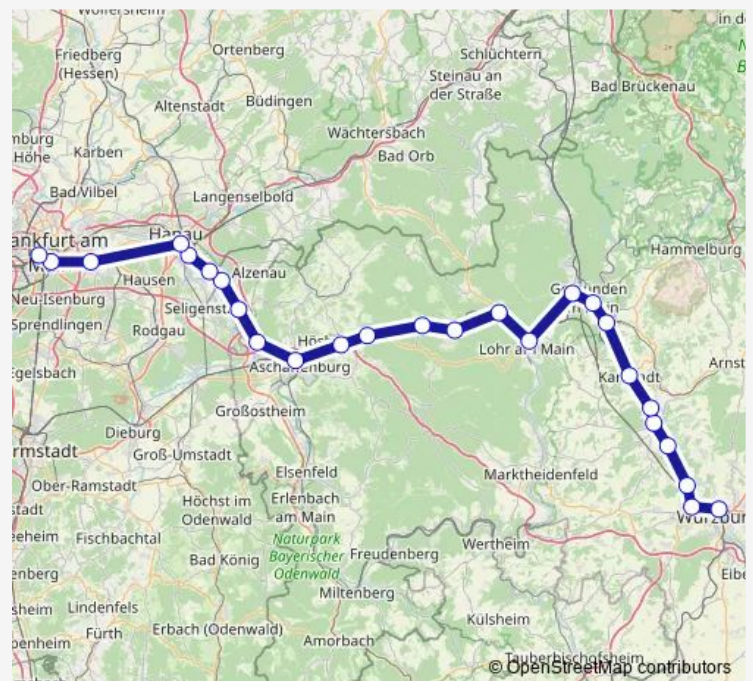 Wolfersheim
Friedberg
(Hessen)
Ortenberg
Schlüchtern
Steinau an
der Straße
Bad Brückenau
Altenstadt
Büdingen
Wächtersbach
Bad Orb
Höhe
Karben
Bad Vilbel
Langenselbold
Hanau
Hammelburg
Alzenau
Hausen
Neu-Isenburg
Sprendlingen
Rodgau
Lohr am Main
Aschaffenburg
Großostheim
Dieburg
Groß-Umstadt
Ober-Ramstadt
Elsenfeld
Marktheidenfeld
Höchst im
Odenwald
Erlenbach
am Main
Fischbachtal
Naturpark
Bayerischer
Odenwald
Wertheim
Bad König
Freudenberg
Miltenberg
Lindenfels
Fürth
Erbach (Odenwald)
Külsheim
Amorbach
Tauberbischofsheim
© OpenStreetMap contributors